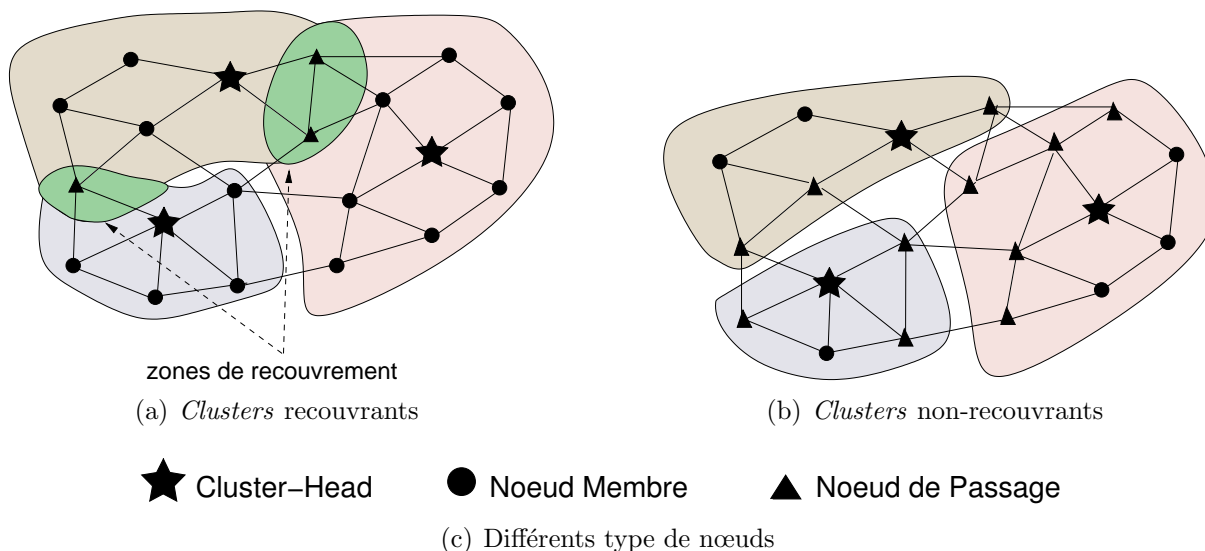 zones de recouvrement
(a) Clusters recouvrants
(b) Clusters non-recouvrants
Cluster−Head
Noeud Membre
Noeud de Passage
(c) Différents type de nœuds